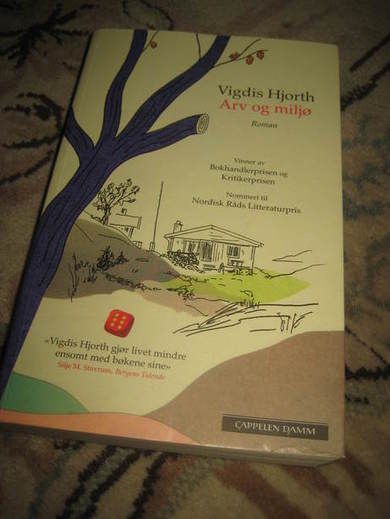 Vigdis Hjorth
Arv og miljø
Roman
Vinner av
Bokhandlerprisen og
Kritikerprisen
Nominert til
Nordisk Råds Litteraturpris
«Vigdis Hjorth gjør livet mindre
ensomt med bøkene sine»
Silje M. Stavrum, Bergens Tidende
CAPPELEN DAMM